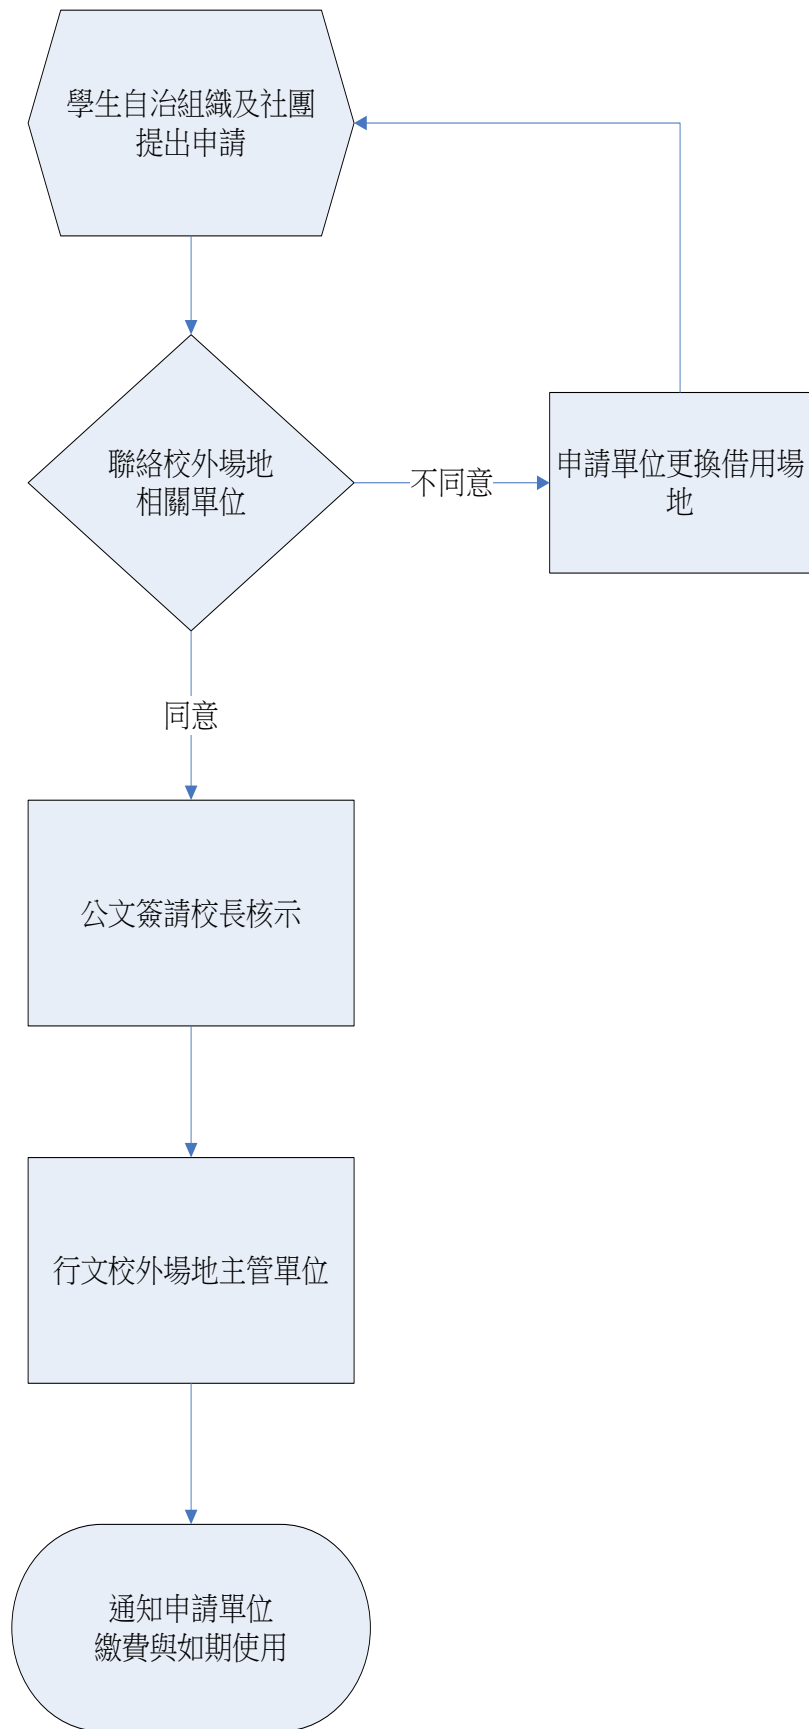 學生自治組織及社團
提出申請
聯絡校外場地
相關單位
不同意
申請單位更換借用場
地
同意
公文簽請校長核示
行文校外場地主管單位
通知申請單位
繳費與如期使用